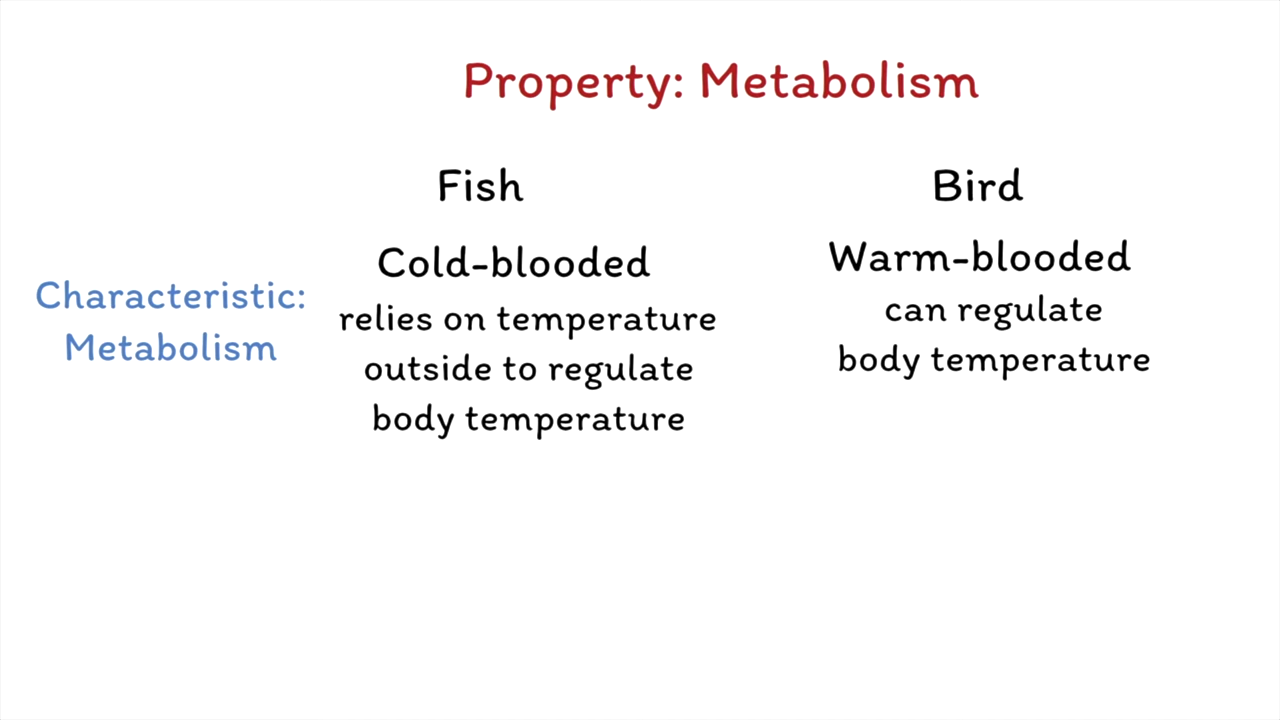 Property: Metabolism
Fish
Bird
Characteristic:
Metabolism
Cold-blooded
relies on temperature
outside to regulate
body temperature
Warm-blooded
can regulate
body temperature